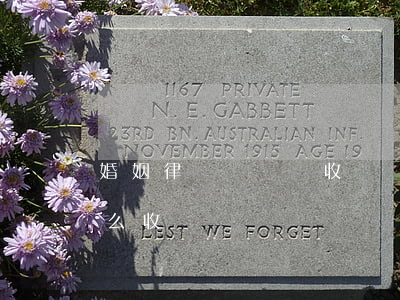 1167 PRIVATE
N. E. GABBETT
23RD BN. AUSTRALIAN INF.
NOVEMBER 1915 AGE 19
婚姻律 收
么收
LEST WE FORGET